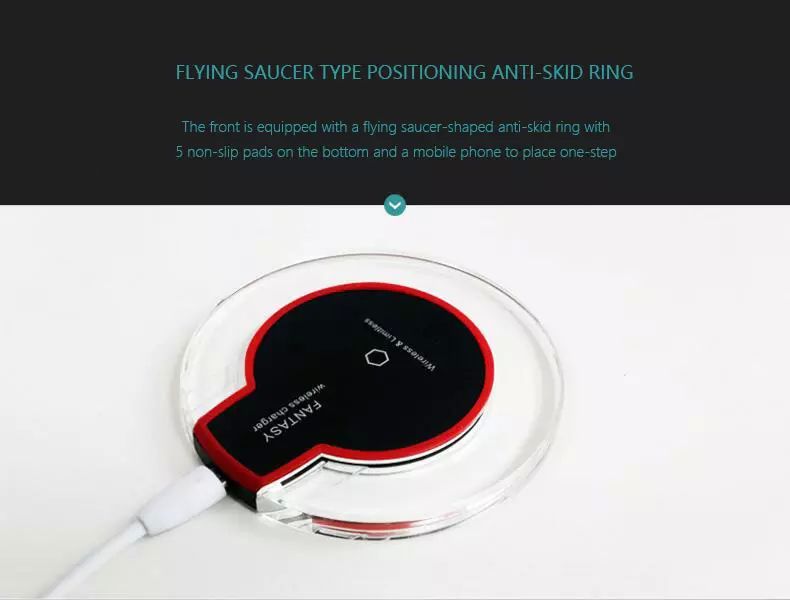 FLYING SAUCER TYPE POSITIONING ANTI-SKID RING
The front is equipped with a flying saucer-shaped anti-skid ring with
5 non-slip pads on the bottom and a mobile phone to place one-step
Wireless & Limitless
FANTASY
wireless charger